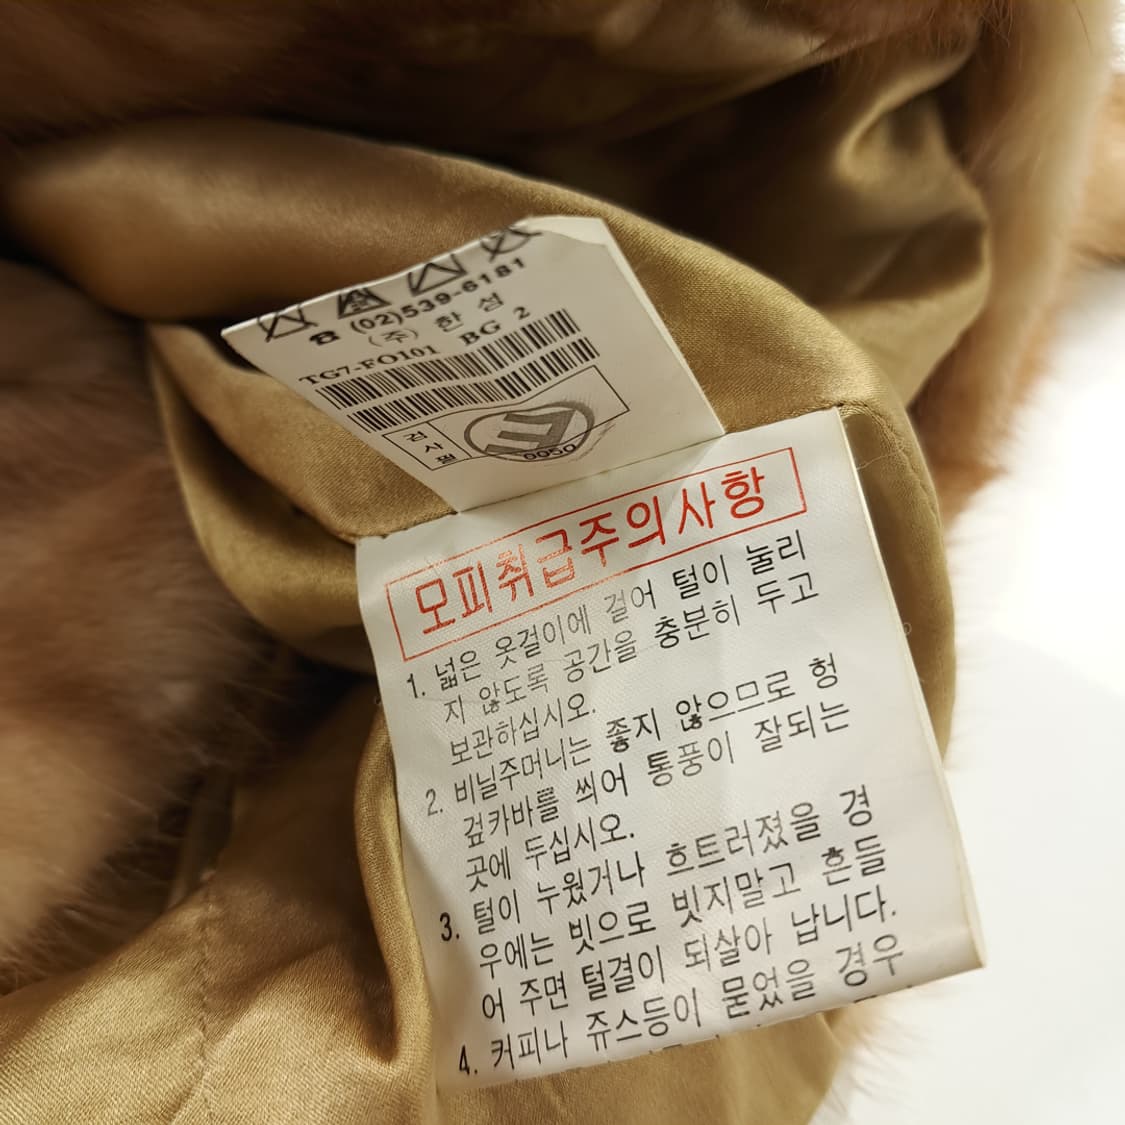 ☎ (02)539-6181
(주) 한 섬
TG7-FO101 BG 2
검
사
필
0050
모피취급주의사항
1. 넓은 옷걸이에 걸어 털이 눌리
지 않도록 공간을 충분히 두고
보관하십시오.
2. 비닐주머니는 좋지 않으므로 헝
겊카바를 씌어 통풍이 잘되는
곳에 두십시오.
3. 털이 누웠거나 흐트러졌을 경
우에는 빗으로 빗지말고 흔들
어 주면 털결이 되살아 납니다.
4. 커피나 쥬스등이 묻었을 경우